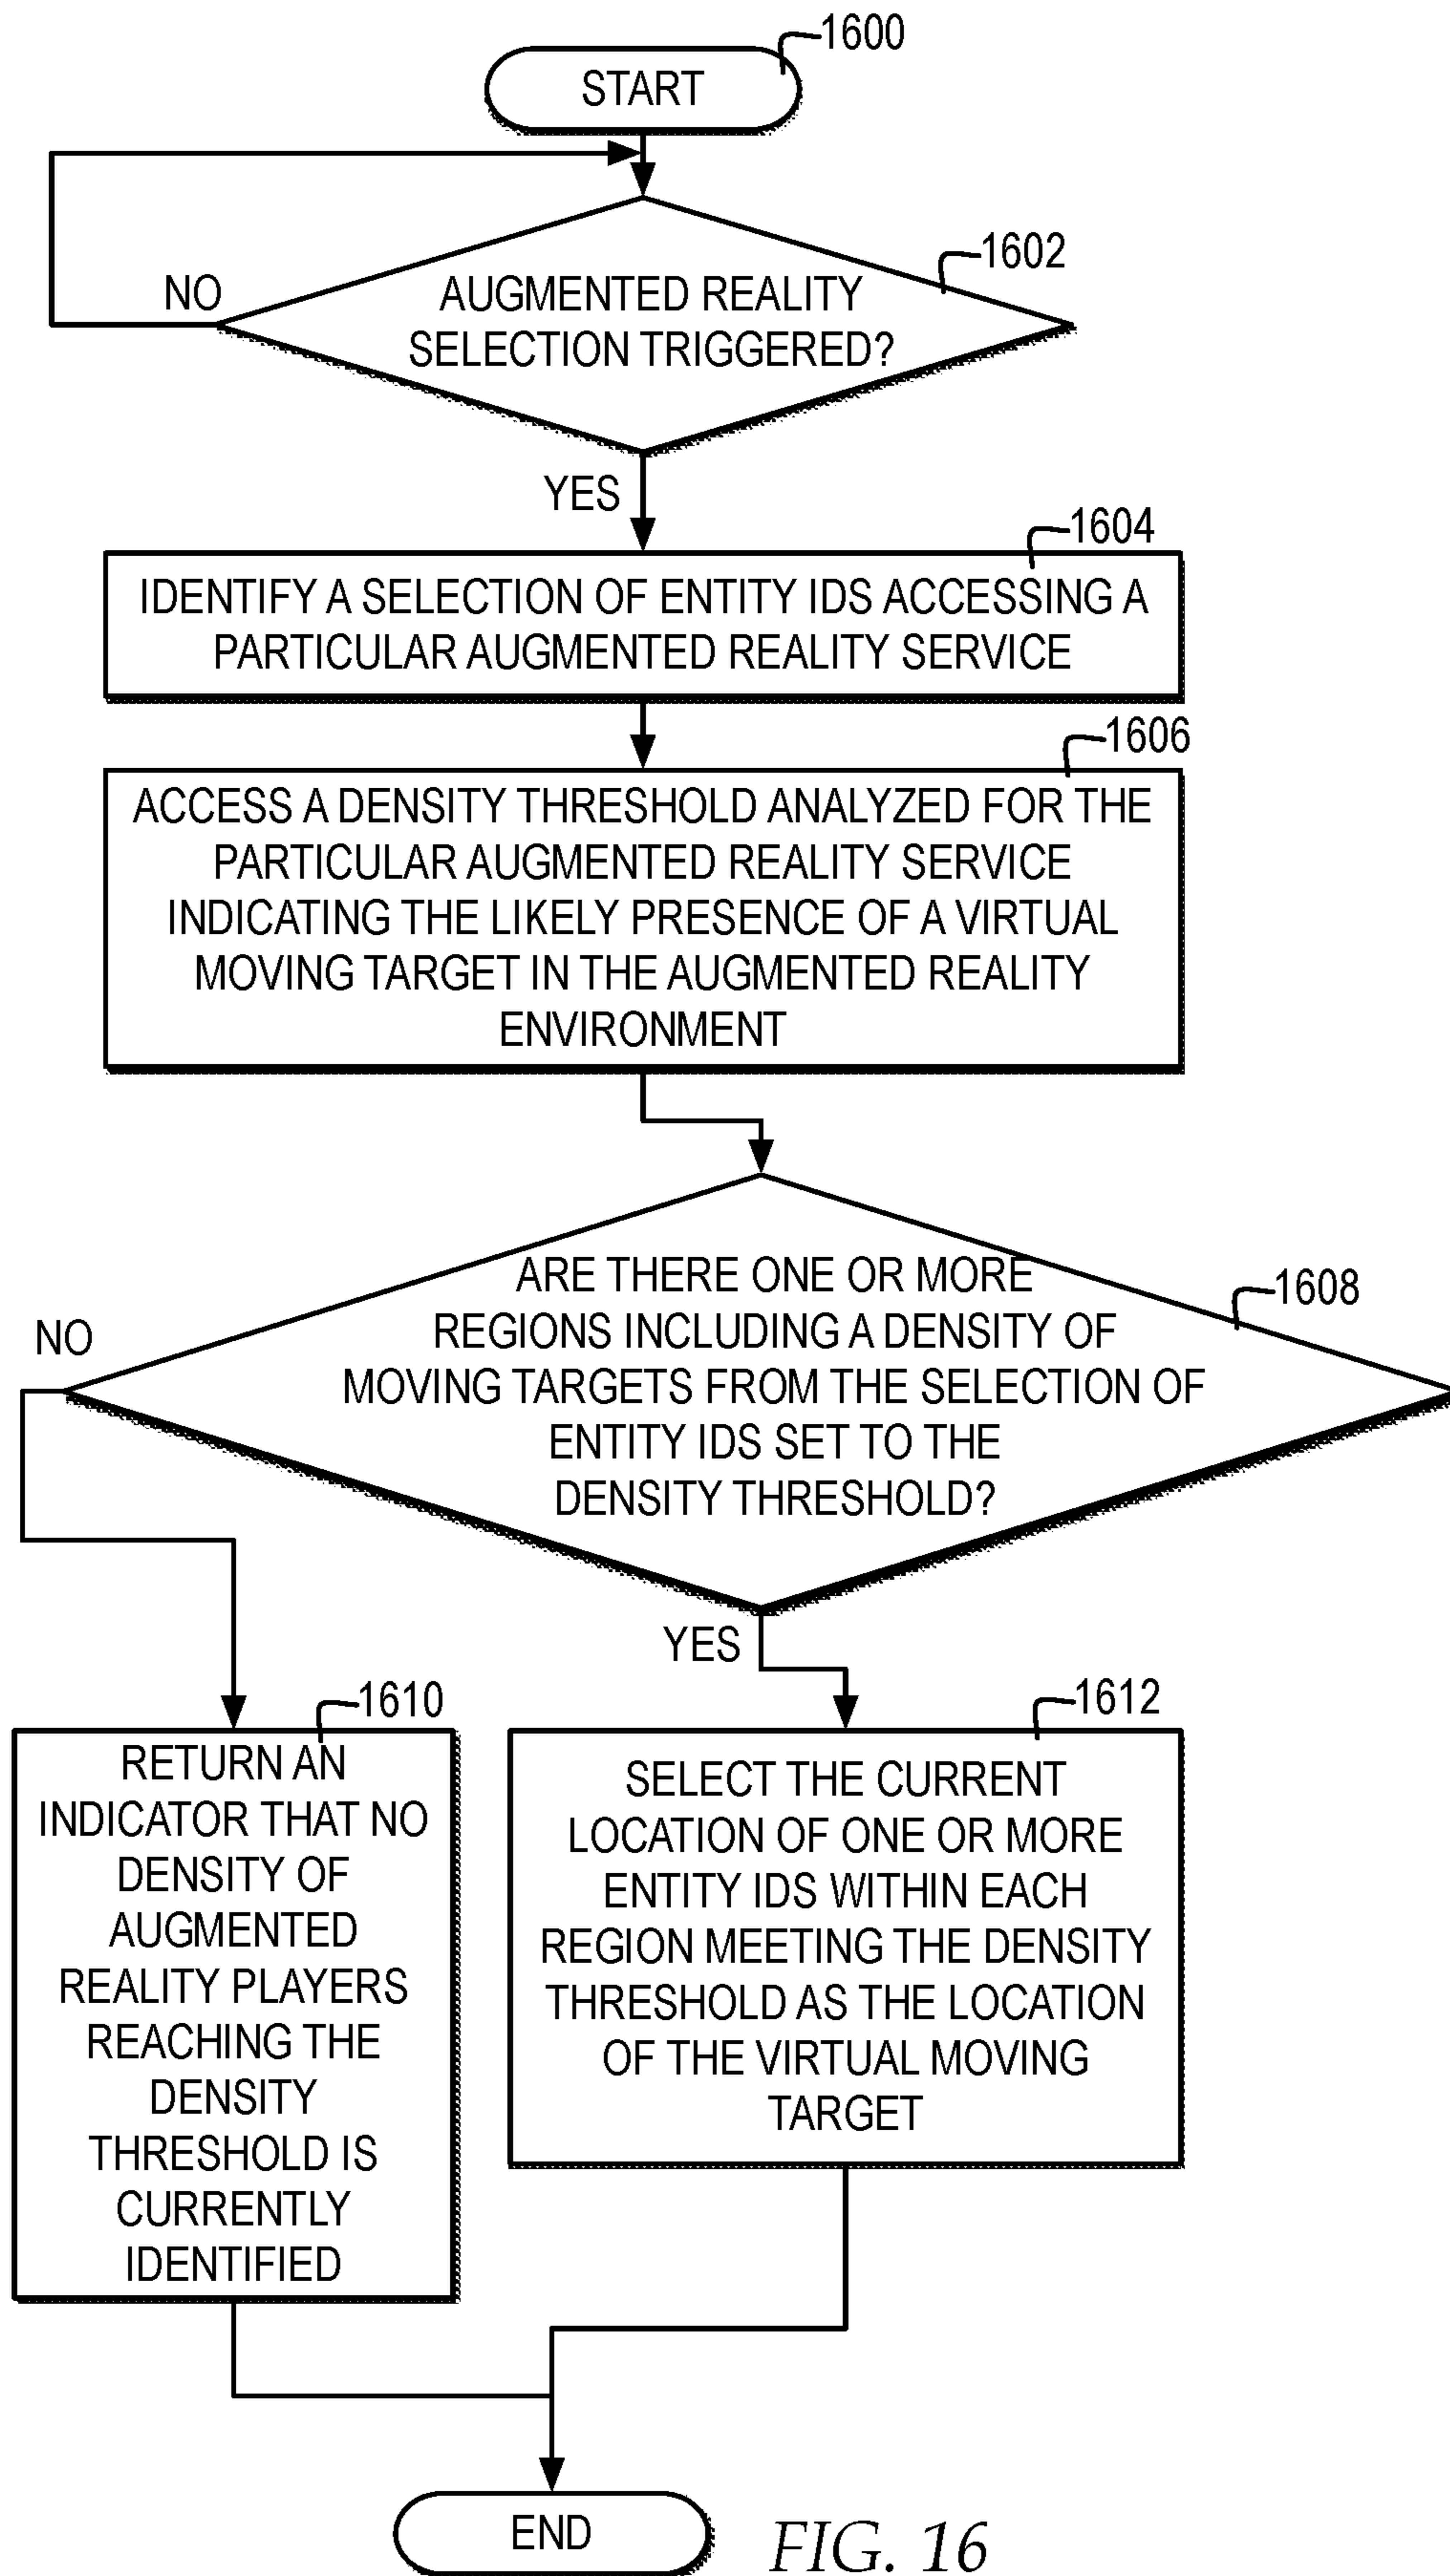 1600
START
1602
NO
AUGMENTED REALITY
SELECTION TRIGGERED?
YES
1604
IDENTIFY A SELECTION OF ENTITY IDS ACCESSING A
PARTICULAR AUGMENTED REALITY SERVICE
1606
ACCESS A DENSITY THRESHOLD ANALYZED FOR THE
PARTICULAR AUGMENTED REALITY SERVICE
INDICATING THE LIKELY PRESENCE OF A VIRTUAL
MOVING TARGET IN THE AUGMENTED REALITY
ENVIRONMENT
1608
NO
ARE THERE ONE OR MORE
REGIONS INCLUDING A DENSITY OF
MOVING TARGETS FROM THE SELECTION OF
ENTITY IDS SET TO THE
DENSITY THRESHOLD?
YES
1610
RETURN AN
INDICATOR THAT NO
DENSITY OF
AUGMENTED
REALITY PLAYERS
REACHING THE
DENSITY
THRESHOLD IS
CURRENTLY
IDENTIFIED
1612
SELECT THE CURRENT
LOCATION OF ONE OR MORE
ENTITY IDS WITHIN EACH
REGION MEETING THE DENSITY
THRESHOLD AS THE LOCATION
OF THE VIRTUAL MOVING
TARGET
END
FIG. 16